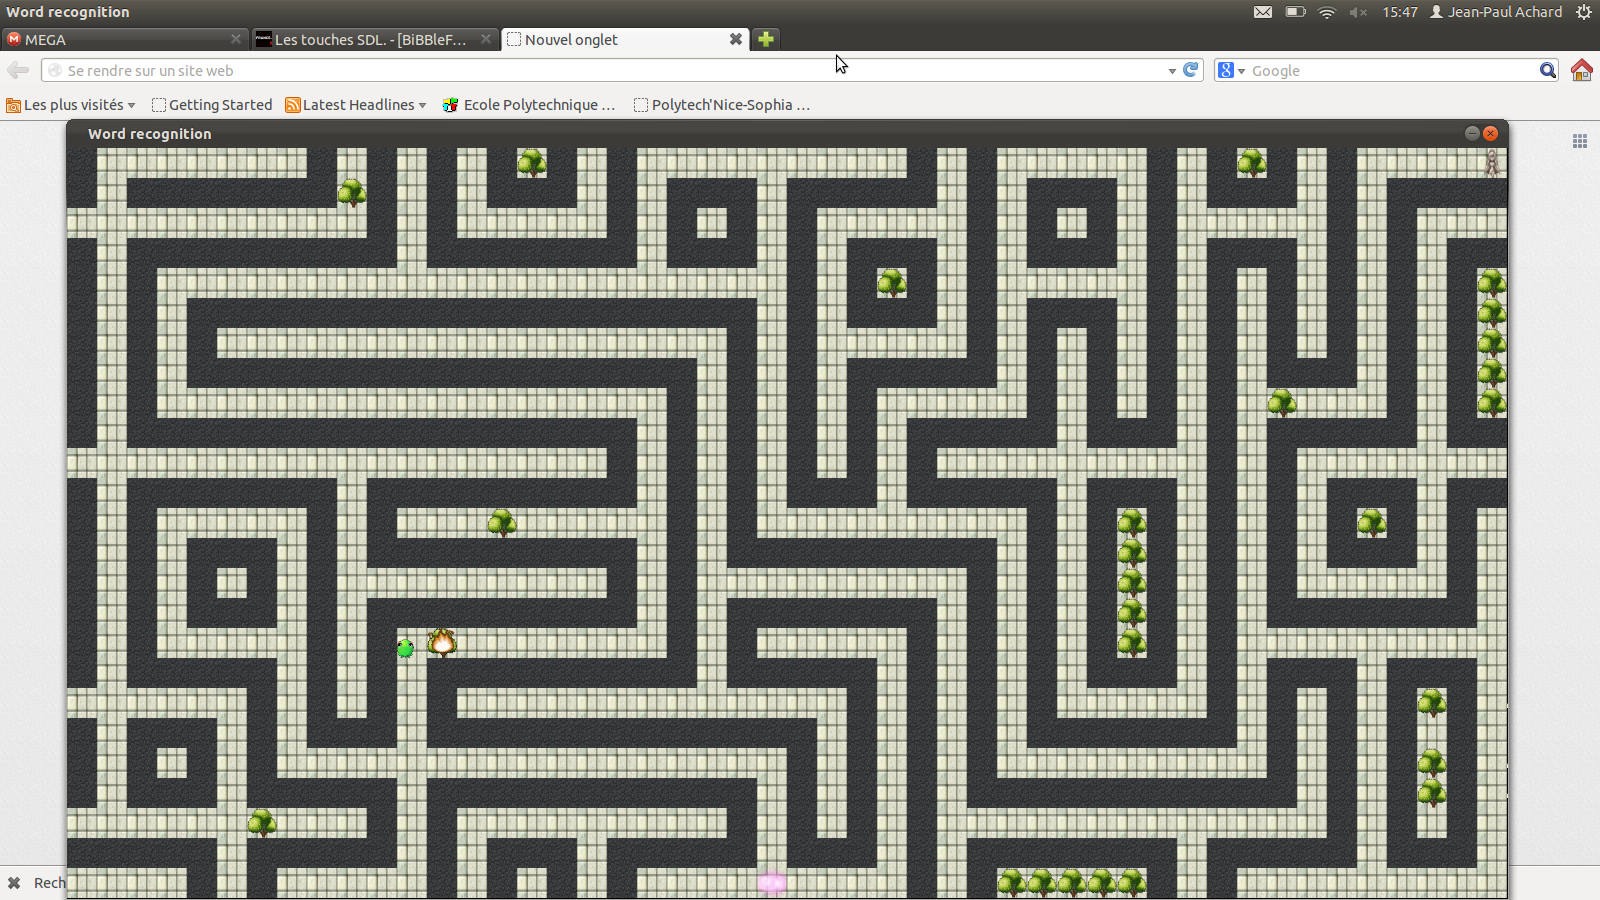 Word recognition
15:47 Jean-Paul Achard
MEGA
Les touches SDL. - [BiBBleF...
Nouvel onglet
Se rendre sur un site web
Google
Les plus visités
Getting Started
Latest Headlines
Ecole Polytechnique ...
Polytech'Nice-Sophia ...
Word recognition
Rech